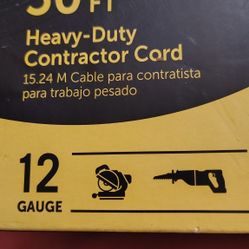 50 FT
Heavy-Duty
Contractor Cord
15.24 M Cable para contratista
para trabajo pesado
12
GAUGE